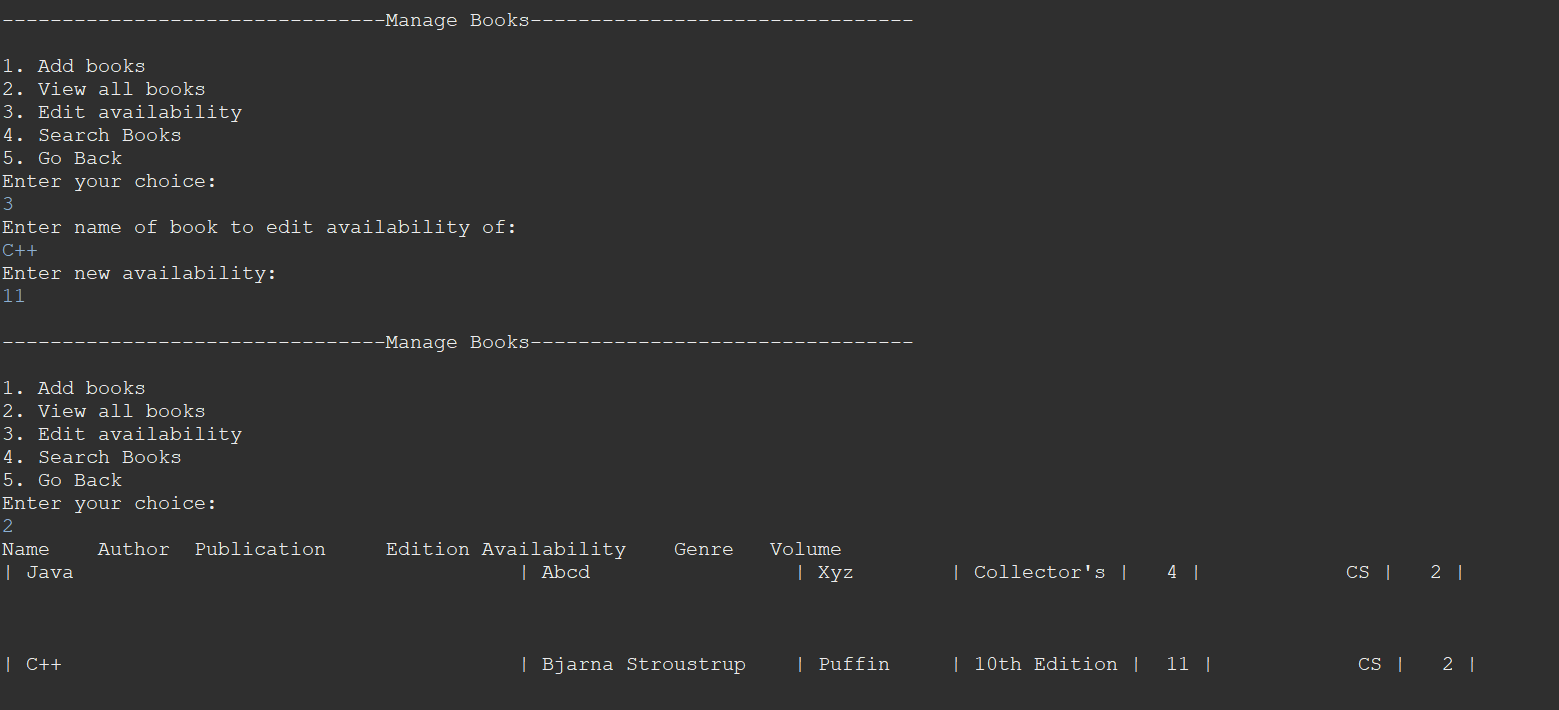 --------------------------------Manage Books--------------------------------
1. Add books
2. View all books
3. Edit availability
4. Search Books
5. Go Back
Enter your choice:
3
Enter name of book to edit availability of:
C++
Enter new availability:
11
--------------------------------Manage Books--------------------------------
1. Add books
2. View all books
3. Edit availability
4. Search Books
5. Go Back
Enter your choice:
2
Name    Author  Publication     Edition Availability    Genre   Volume
| Java                                     | Abcd                 | Xyz        | Collector's |   4 |            CS |   2 |
| C++                                      | Bjarna Stroustrup    | Puffin     | 10th Edition |  11 |            CS |   2 |